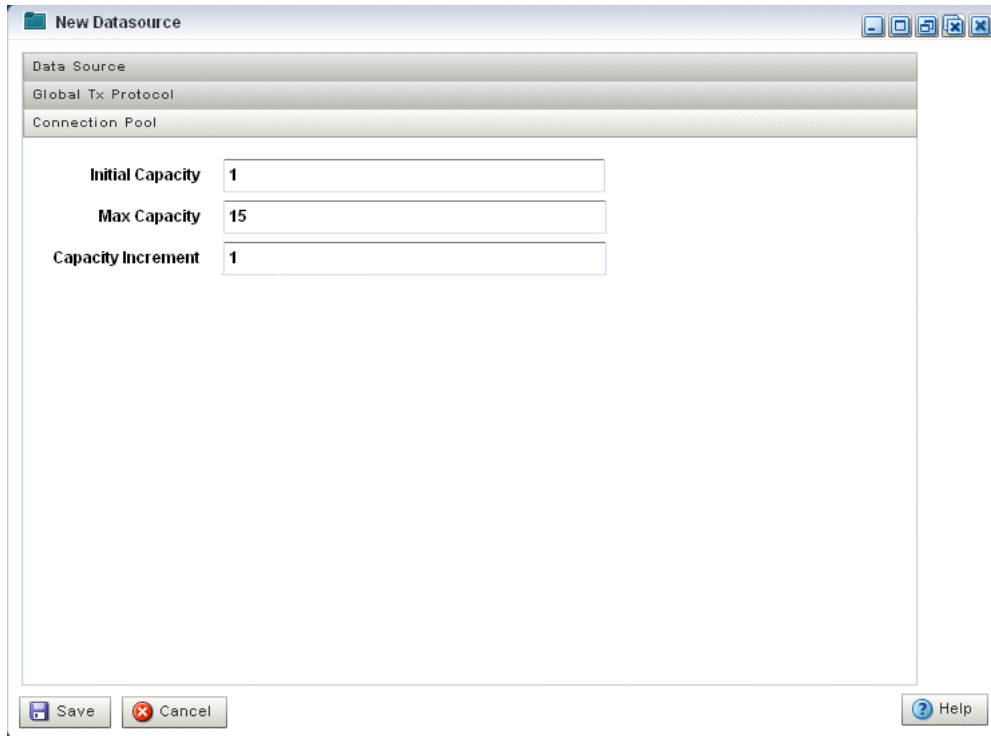 New Datasource
Data Source
Global Tx Protocol
Connection Pool
Initial Capacity 1
Max Capacity 15
Capacity Increment 1
Save Cancel Help